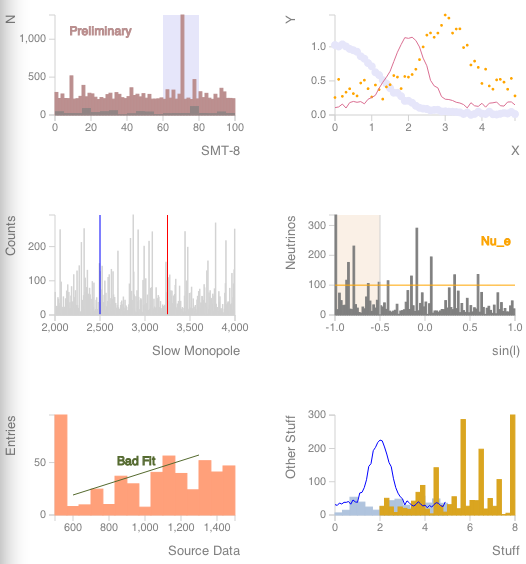 N
1,000
500
0
Preliminary
0 20 40 60 80 100
SMT-8
Y
1.0
0.5
0.0
0 1 2 3 4
X
Counts
200
100
0
2,000 2,500 3,000 3,500 4,000
Slow Monopole
Neutrinos
300
200
100
0
Nu_e
-1.0 -0.5 0.0 0.5 1.0
sin(l)
Entries
50
0
Bad Fit
600 800 1,000 1,200 1,400
Source Data
Other Stuff
300
200
100
0
0 2 4 6 8
Stuff